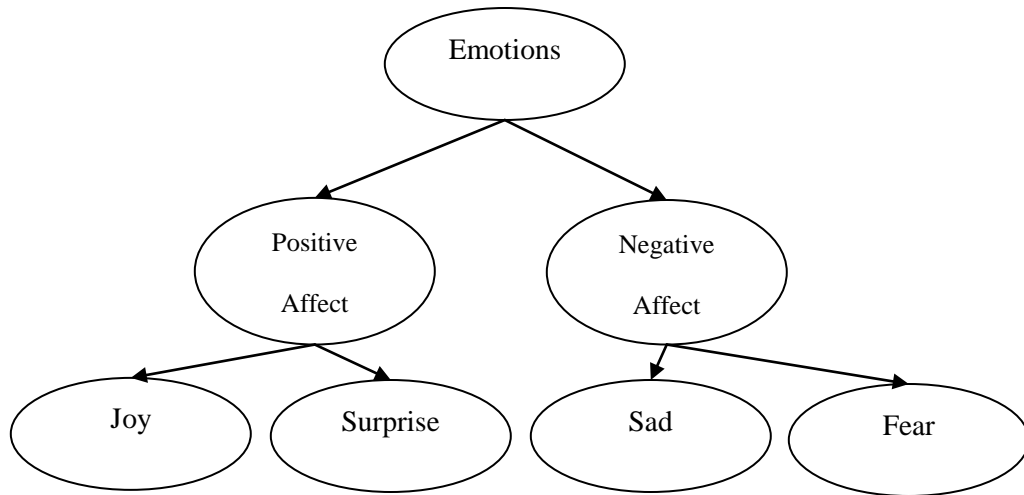 Emotions
Positive
Affect
Negative
Affect
Joy
Surprise
Sad
Fear